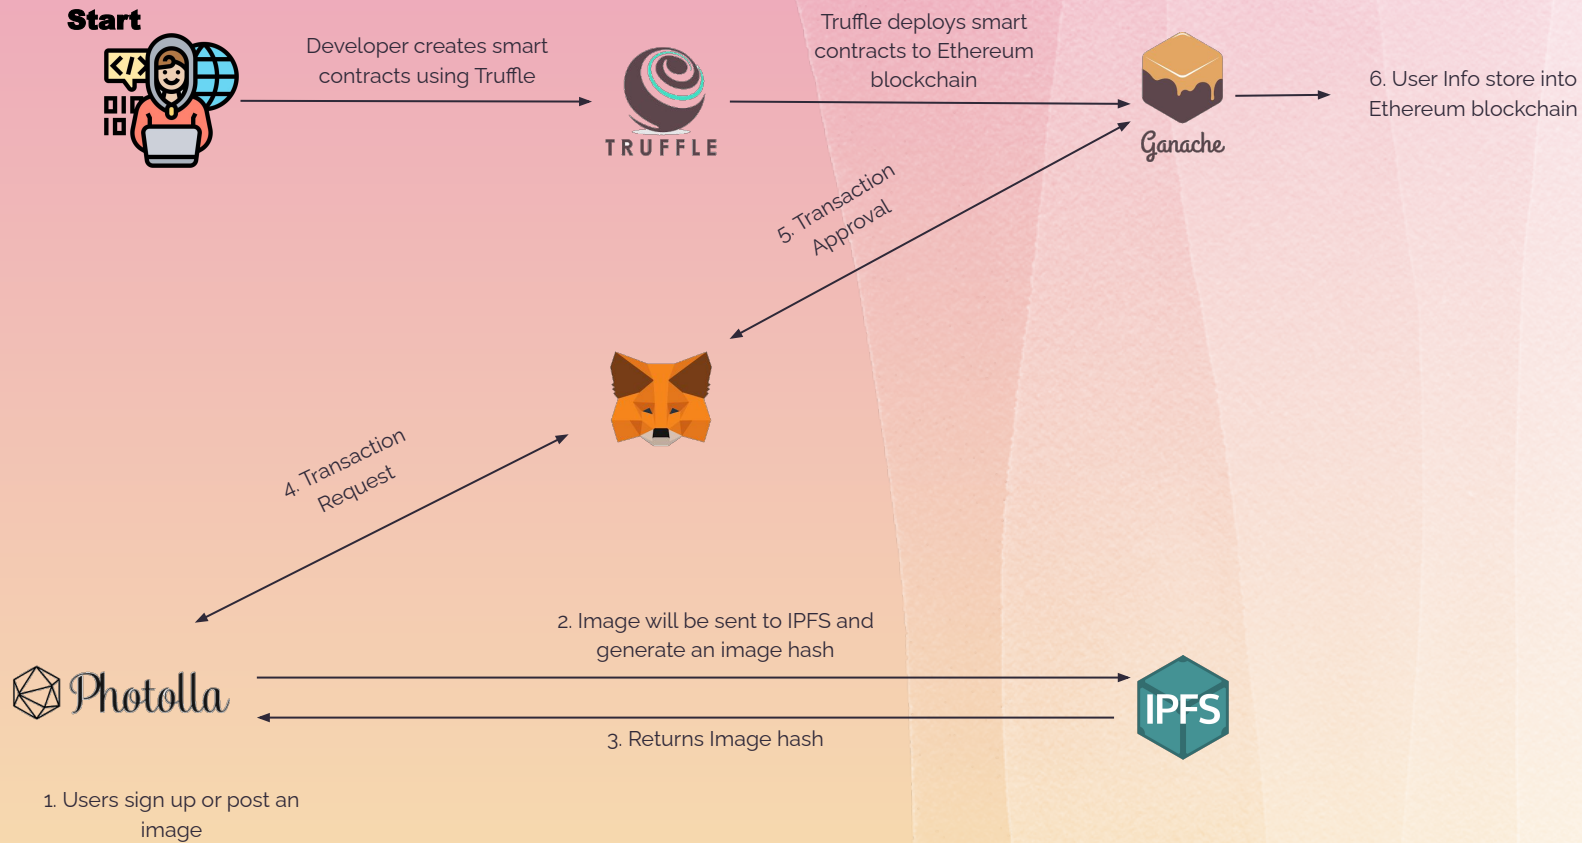 Start
Developer creates smart
contracts using Truffle
Truffle deploys smart
contracts to Ethereum
blockchain
6. User Info store into
Ethereum blockchain
</>
010
10
TRUFFLE
Ganache
5. Transaction
Approval
4. Transaction
Request
2. Image will be sent to IPFS and
generate an image hash
Photolla
IPFS
3. Returns Image hash
1. Users sign up or post an
image